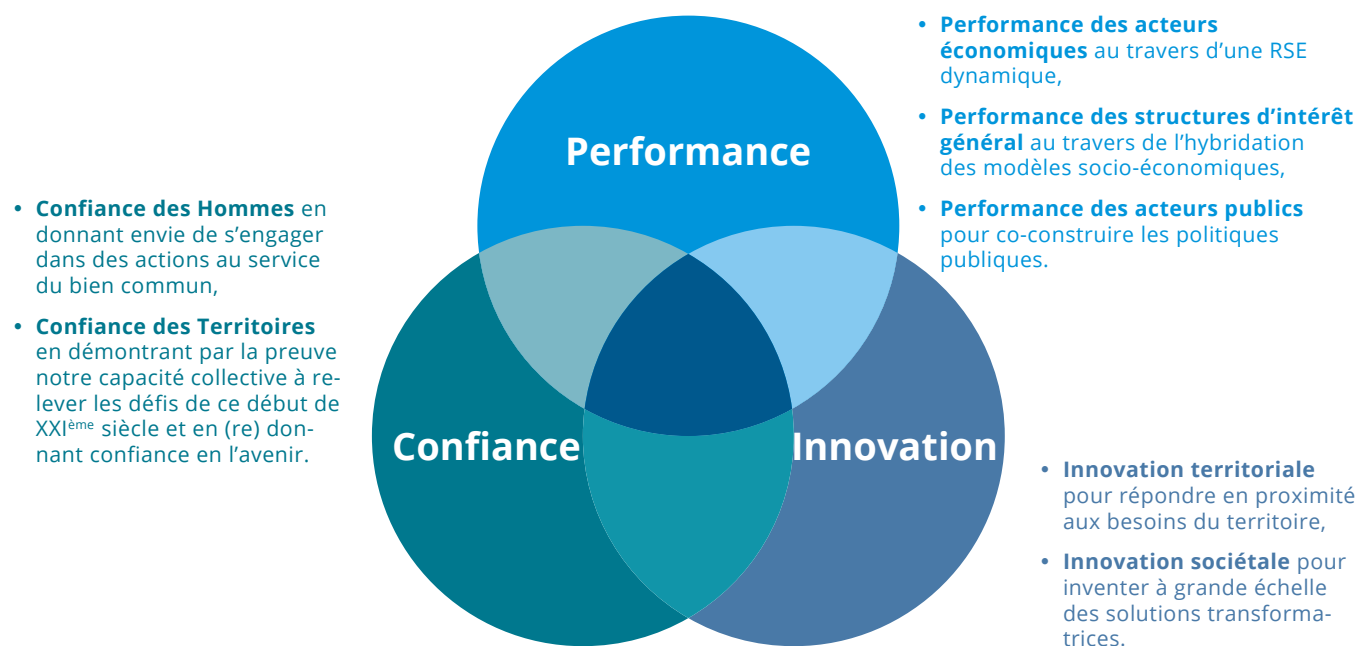 Performance
Confiance
Innovation
• Performance des acteurs
économiques au travers d’une RSE
dynamique,
• Performance des structures d’intérêt
général au travers de l’hybridation
des modèles socio-économiques,
• Performance des acteurs publics
pour co-construire les politiques
publiques.
• Confiance des Hommes en
donnant envie de s’engager
dans des actions au service
du bien commun,
• Confiance des Territoires
en démontrant par la preuve
notre capacité collective à re-
lever les défis de ce début de
XXIème siècle et en (re) don-
nant confiance en l’avenir.
• Innovation territoriale
pour répondre en proximité
aux besoins du territoire,
• Innovation sociétale pour
inventer à grande échelle
des solutions transforma-
trices.